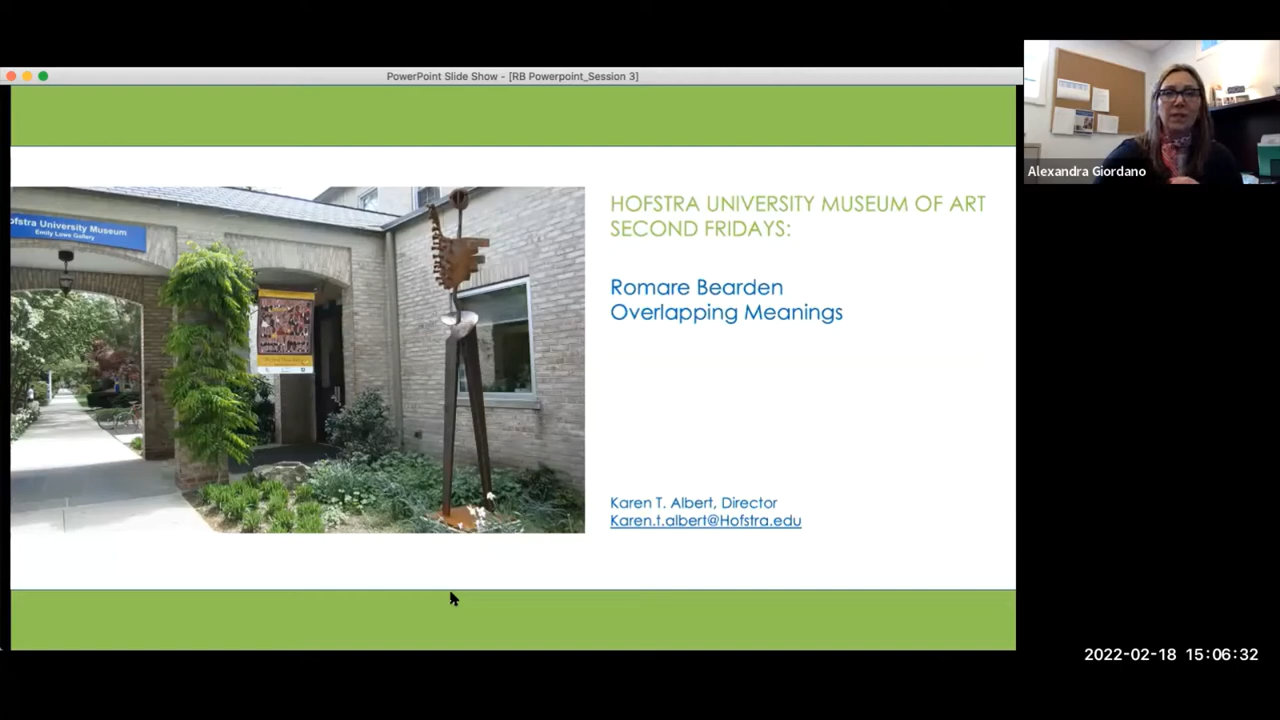 PowerPoint Slide Show - [RB Powerpoint_Session 3]
Alexandra Giordano
ofstra University Museum
Emily Lowe Gallery
HOFSTRA UNIVERSITY MUSEUM OF ART
SECOND FRIDAYS:
Romare Bearden
Overlapping Meanings
Karen T. Albert, Director
Karen.t.albert@Hofstra.edu
2022-02-18 15:06:32